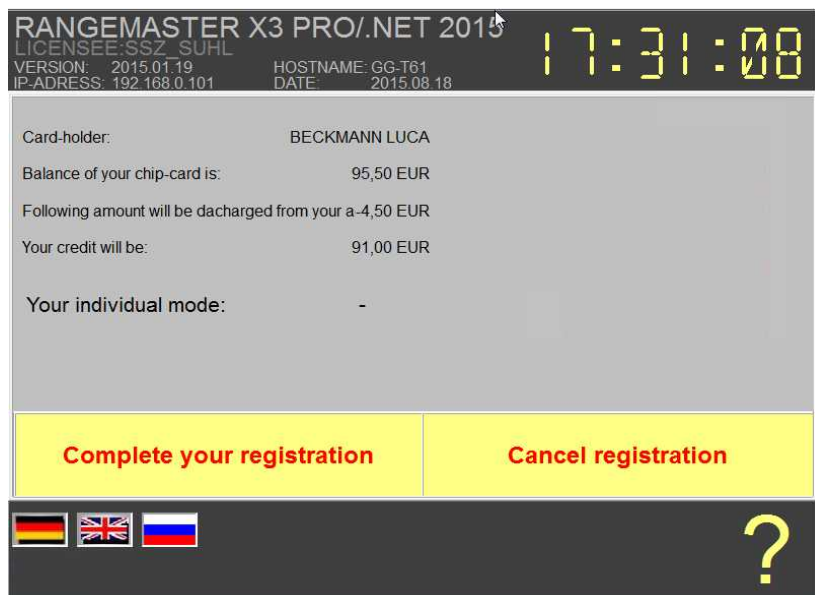 RANGEMASTER X3 PRO/.NET 2015
LICENSEE:SSZ_SUHL
17:31:08
VERSION: 2015.01.19 HOSTNAME: GG-T61
IP-ADRESS: 192.168.0.101 DATE: 2015.08.18
Card-holder: BECKMANN LUCA
Balance of your chip-card is: 95,50 EUR
Following amount will be dacharged from your a-4,50 EUR
Your credit will be: 91,00 EUR
Your individual mode: -
Complete your registration
Cancel registration
?